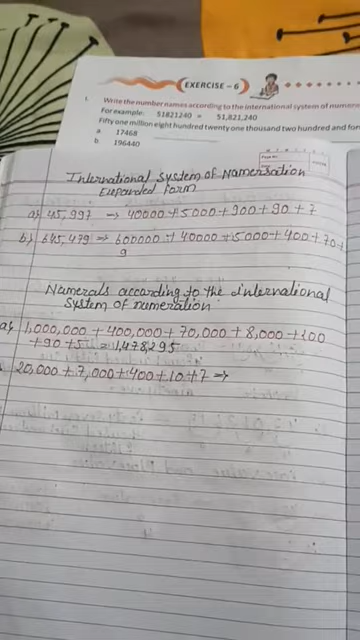 EXERCISE – 6
1. Write the number names according to the international system of numera
For example: 51821240 = 51,821,240
Fifty one million eight hundred twenty one thousand two hundred and for
a. 17468
b. 196440
International System of Numersation
Expanded form
a) 45,997 → 40000+5000+900+90+7
b) 645,479 ⇒ 600000+40000+5000+400+70+
9
Numerals according to the international
system of numeration
a) 1,000,000 + 400,000 + 70,000 + 8,000 +100
+90 +5 = 1,478,295
20,000 + 7,000 +400 +10 +7 ⇒